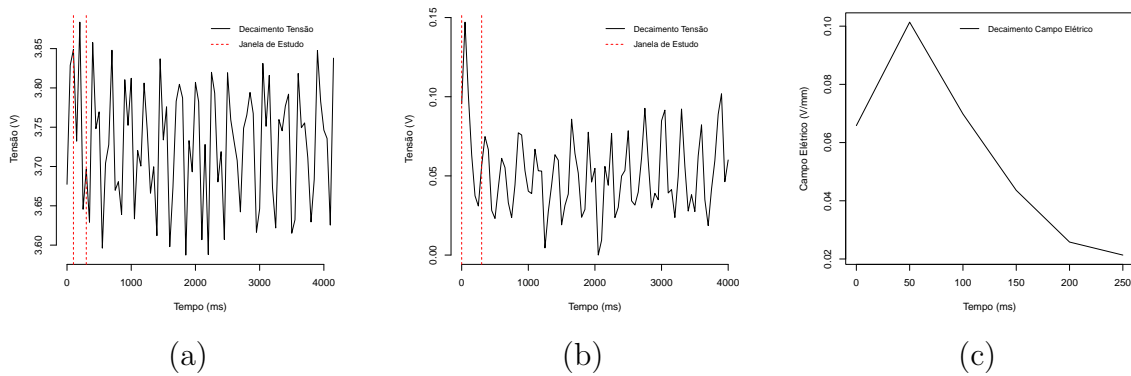 Decaimento Tensão
Janela de Estudo
Tensão (V)
3.85
3.80
3.75
3.70
3.65
3.60
0 1000 2000 3000 4000
Tempo (ms)
(a)
Decaimento Tensão
Janela de Estudo
Tensão (V)
0.15
0.10
0.05
0.00
0 1000 2000 3000 4000
Tempo (ms)
(b)
Decaimento Campo Elétrico
Campo Elétrico (V/mm)
0.10
0.08
0.06
0.04
0.02
0 50 100 150 200 250
Tempo (ms)
(c)